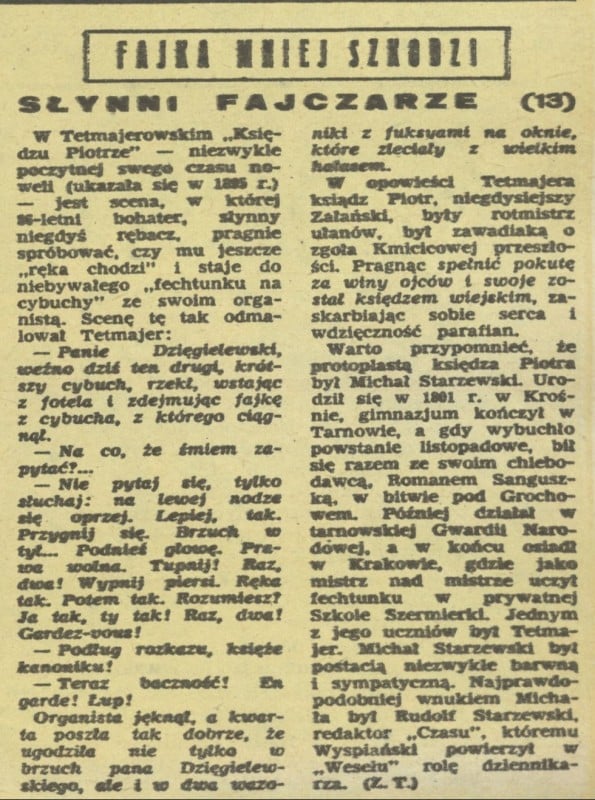 FAJKA MNIEJ SZKODZI
SŁYNNI FAJCZARZE (13)
W Tetmajerowskim „Księ-
dzu Piotrze" — niezwykle
poczytnej swego czasu no-
weli (ukazała się w 1895 r.)
— jest scena, w której
86-letni bohater, słynny
niegdyś rębacz, pragnie
spróbować, czy mu jeszcze
„ręka chodzi" i staje do
niebywałego „fechtunku na
cybuchy" ze swoim orga-
nistą. Scenę tę tak odma-
lował Tetmajer:
— Panie Dzięgielewski,
weźno dziś ten drugi, krót-
szy cybuch, rzekł, wstając
z fotela i zdejmując fajkę
z cybucha, z którego ciąg-
nął.
— Na co, że śmiem za-
pytać?...
— Nie pytaj się, tylko
słuchaj: na lewej nodze
się oprzej. Lepiej, tak.
Przygnij się. Brzuch w
tył... Podnieś głowę. Pra-
wa wolna. Tupnij! Raz,
dwa! Wypnij piersi. Ręka
tak. Potem tak. Rozumiesz?
Ja tak, ty tak! Raz, dwa!
Gardez-vous!
— Podług rozkazu, księże
kanoniku!
— Teraz baczność! En
garde! Łup!
Organista jęknął, a kwar-
ta poszła tak dobrze, że
ugodziła nie tylko w
brzuch pana Dzięgielew-
skiego, ale i w dwa wazo-
niki z fuksyami na oknie,
które zleciały z wielkim
hałasem.
W opowieści Tetmajera
ksiądz Piotr, niegdysiejszy
Zalański, były rotmistrz
ułanów, był zawadiaką o
zgoła Kmicicowej przeszło-
ści. Pragnąc spełnić pokutę
za winy ojców i swoje zo-
stał księdzem wiejskim, za-
skarbiając sobie serca i
wdzięczność parafian.
Warto przypomnieć, że
protoplastą księdza Piotra
był Michał Starzewski. Uro-
dził się w 1801 r. w Kroś-
nie, gimnazjum kończył w
Tarnowie, a gdy wybuchło
powstanie listopadowe, bił
się razem ze swoim chlebo-
dawcą, Romanem Sangusz-
ką, w bitwie pod Grocho-
wem. Później działał w
tarnowskiej Gwardii Naro-
dowej, a w końcu osiadł
w Krakowie, gdzie jako
mistrz nad mistrze uczył
fechtunku w prywatnej
Szkole Szermierki. Jednym
z jego uczniów był Tetma-
jer. Michał Starzewski był
postacią niezwykle barwną
i sympatyczną. Najprawdo-
podobniej wnukiem Micha-
ła był Rudolf Starzewski,
redaktor „Czasu", któremu
Wyspiański powierzył w
„Weselu" rolę dziennika-
rza. (Z. T.)